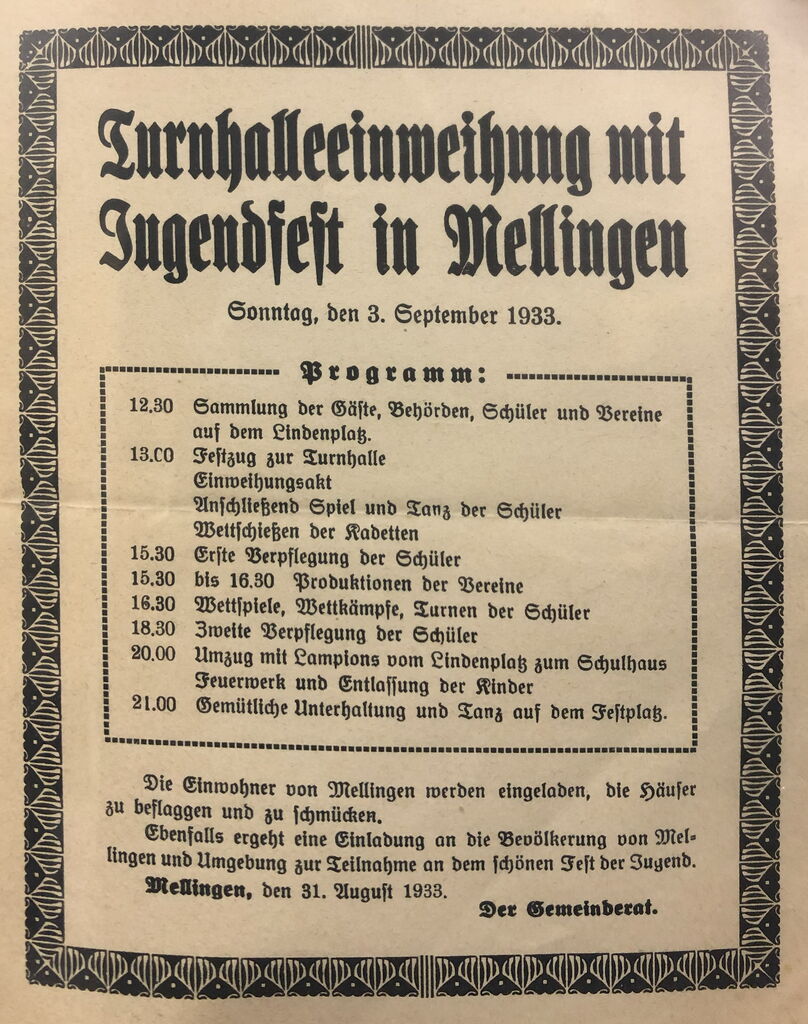 Turnhalleeinweihung mit
Jugendfest in Mellingen
Sonntag, den 3. September 1933.
Programm:
12.30 Sammlung der Gäste, Behörden, Schüler und Vereine
auf dem Lindenplatz.
13.00 Festzug zur Turnhalle
Einweihungsakt
Anschließend Spiel und Tanz der Schüler
Wettschießen der Kadetten
15.30 Erste Verpflegung der Schüler
15.30 bis 16.30 Produktionen der Vereine
16.30 Wettspiele, Wettkämpfe, Turnen der Schüler
18.30 Zweite Verpflegung der Schüler
20.00 Umzug mit Lampions vom Lindenplatz zum Schulhaus
Feuerwerk und Entlassung der Kinder
21.00 Gemütliche Unterhaltung und Tanz auf dem Festplatz.
Die Einwohner von Mellingen werden eingeladen, die Häuser
zu beflaggen und zu schmücken.
Ebenfalls ergeht eine Einladung an die Bevölkerung von Mel-
lingen und Umgebung zur Teilnahme an dem schönen Fest der Jugend.
Mellingen, den 31. August 1933.
Der Gemeinderat.